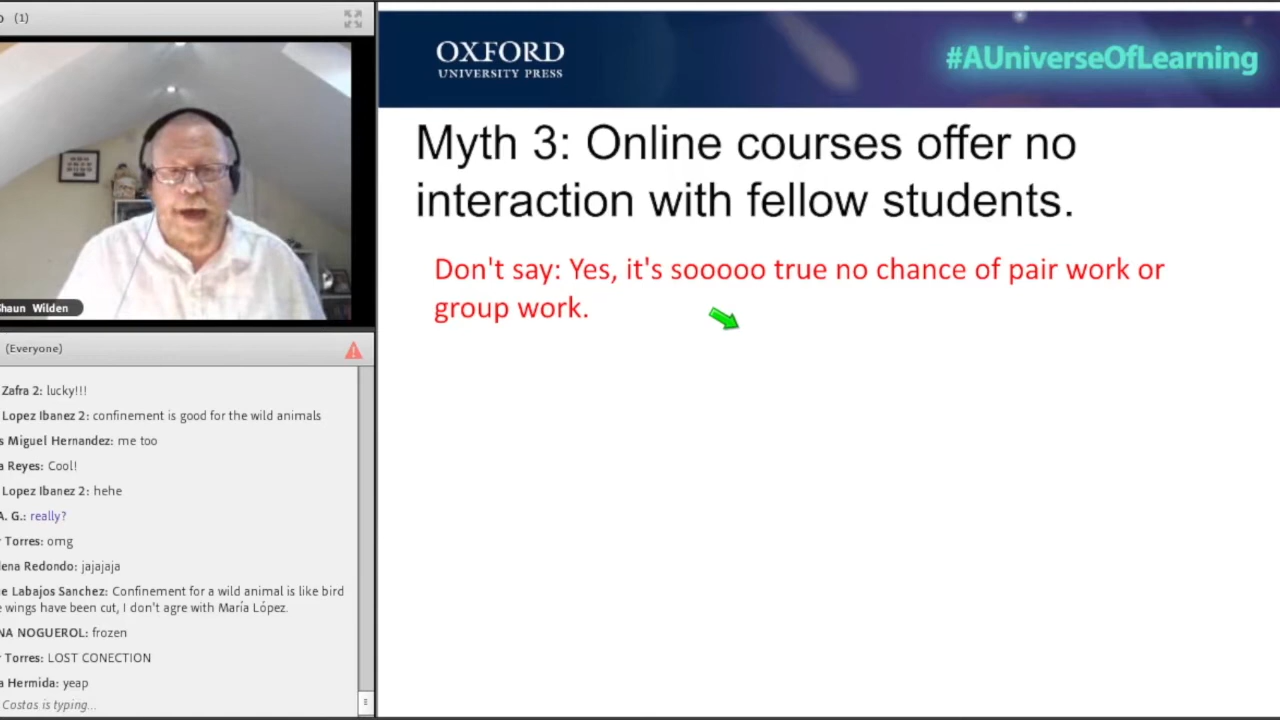 o (1)
Shaun Wilden
(Everyone)
Zafra 2: lucky!!!
Lopez Ibanez 2: confinement is good for the wild animals
s Miguel Hernandez: me too
a Reyes: Cool!
Lopez Ibanez 2: hehe
A. G.: really?
r Torres: omg
lena Redondo: jajajaja
e Labajos Sanchez: Confinement for a wild animal is like bird
e wings have been cut, I don't agre with María López.
NA NOGUEROL: frozen
r Torres: LOST CONECTION
a Hermida: yeap
Costas is typing...
OXFORD
UNIVERSITY PRESS
#AUniverseOfLearning
Myth 3: Online courses offer no
interaction with fellow students.
Don't say: Yes, it's sooooo true no chance of pair work or
group work.